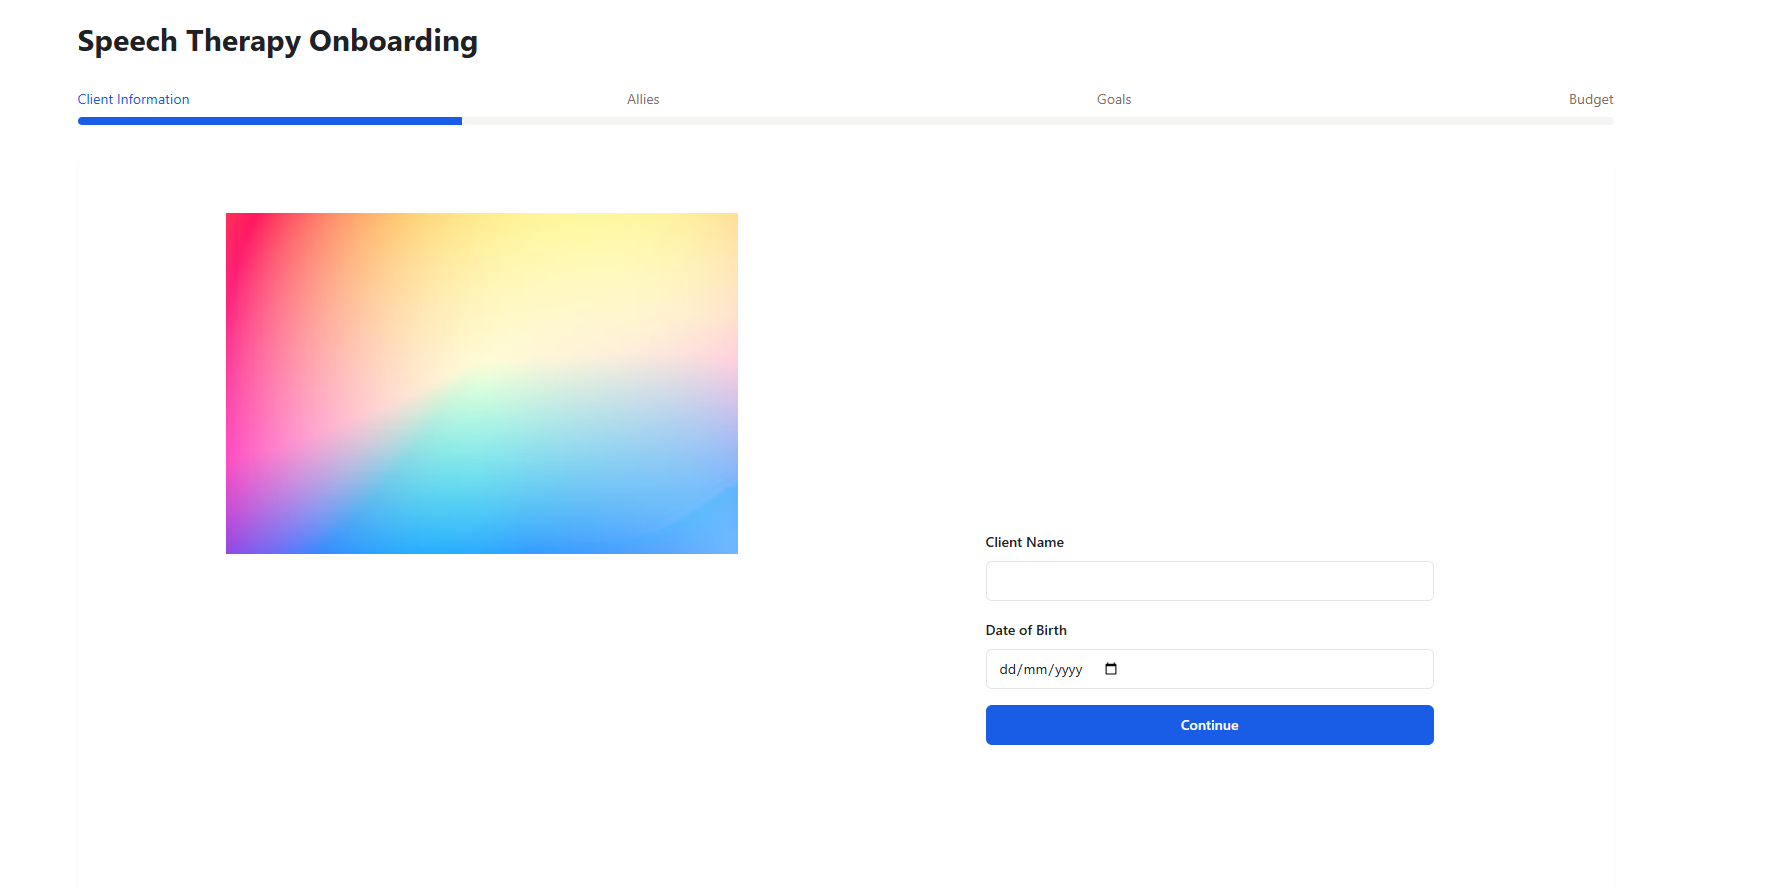 Speech Therapy Onboarding
Client Information Allies Goals Budget
Client Name
Date of Birth
dd/mm/yyyy
Continue